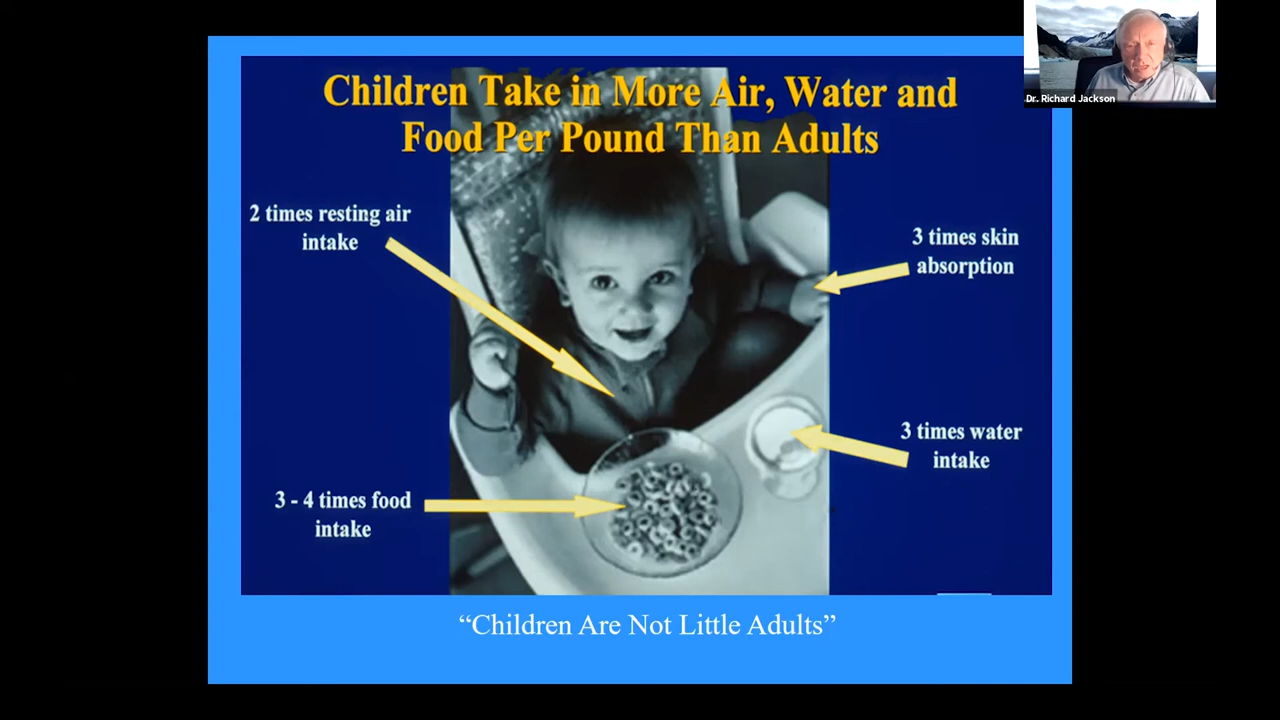 Children Take in More Air, Water and
Food Per Pound Than Adults
2 times resting air
intake
3 times skin
absorption
3 times water
intake
3 - 4 times food
intake
“Children Are Not Little Adults”
Dr. Richard Jackson